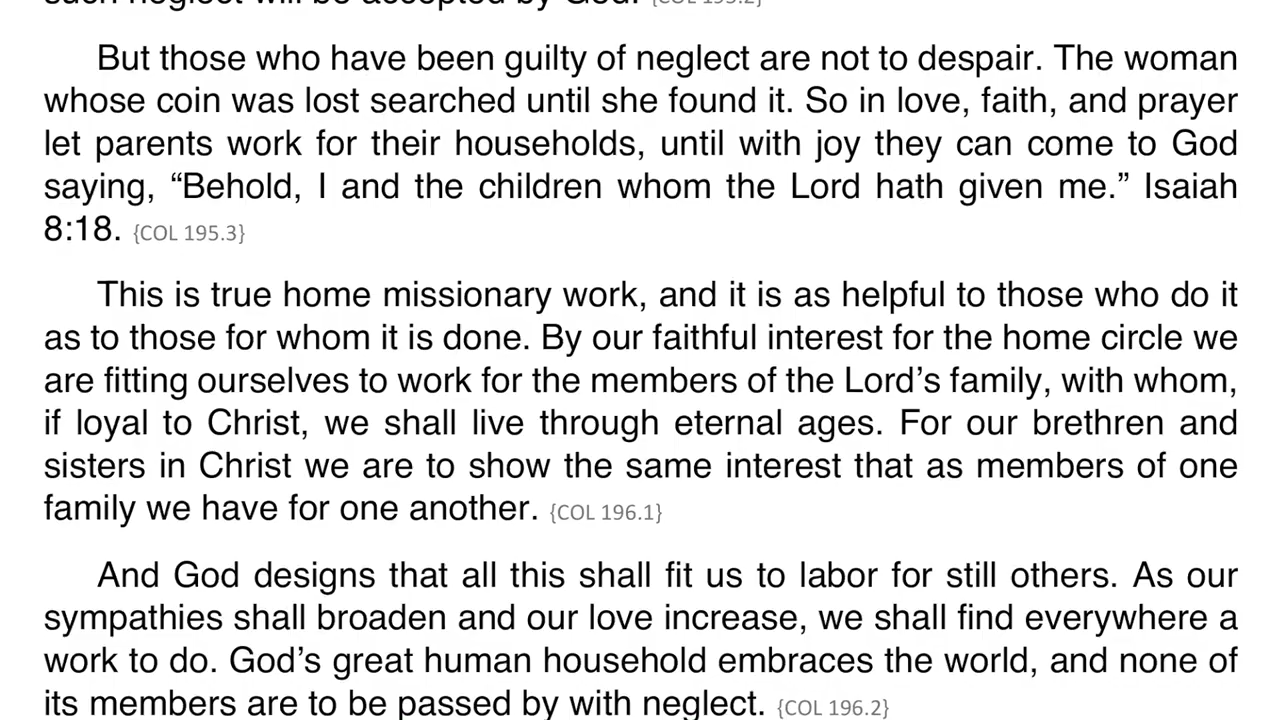 such neglect will be accepted by God. {COL 195.2}
But those who have been guilty of neglect are not to despair. The woman
whose coin was lost searched until she found it. So in love, faith, and prayer
let parents work for their households, until with joy they can come to God
saying, “Behold, I and the children whom the Lord hath given me.” Isaiah
8:18. {COL 195.3}
This is true home missionary work, and it is as helpful to those who do it
as to those for whom it is done. By our faithful interest for the home circle we
are fitting ourselves to work for the members of the Lord’s family, with whom,
if loyal to Christ, we shall live through eternal ages. For our brethren and
sisters in Christ we are to show the same interest that as members of one
family we have for one another. {COL 196.1}
And God designs that all this shall fit us to labor for still others. As our
sympathies shall broaden and our love increase, we shall find everywhere a
work to do. God’s great human household embraces the world, and none of
its members are to be passed by with neglect. {COL 196.2}